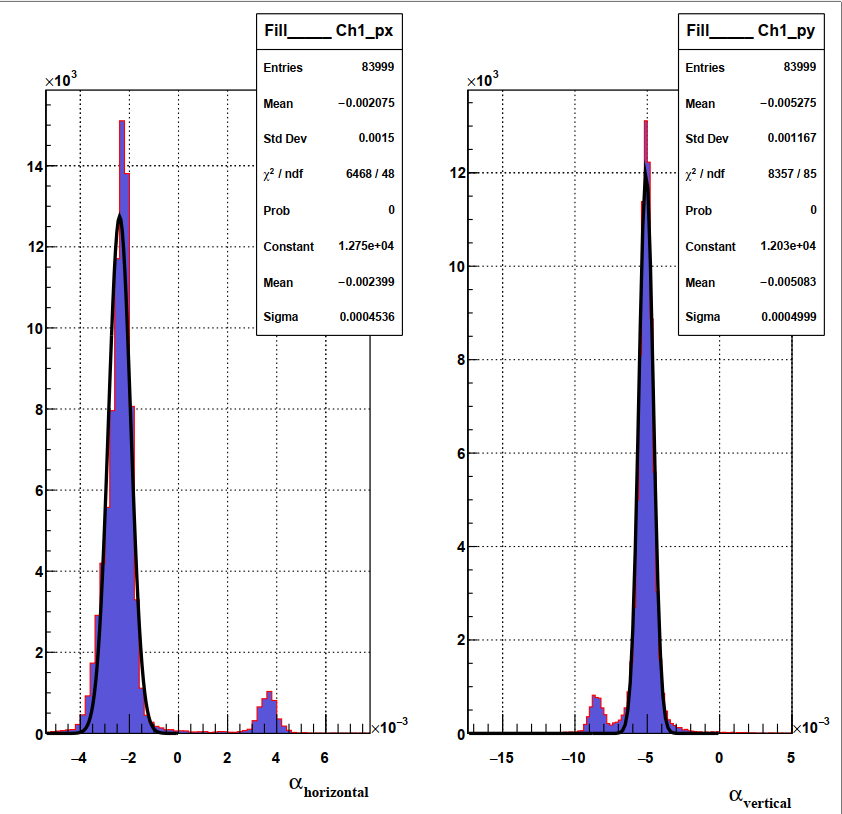 Fill_____ Ch1_px
Entries 83999
Mean −0.002075
Std Dev 0.0015
χ² / ndf 6468 / 48
Prob 0
Constant 1.275e+04
Mean −0.002399
Sigma 0.0004536
×10³
14
12
10
8
6
4
2
0
−4 −2 0 2 4 6
×10⁻³
α horizontal
Fill_____ Ch1_py
Entries 83999
Mean −0.005275
Std Dev 0.001167
χ² / ndf 8357 / 85
Prob 0
Constant 1.203e+04
Mean −0.005083
Sigma 0.0004999
×10³
12
10
8
6
4
2
0
−15 −10 −5 0 5
×10⁻³
α vertical